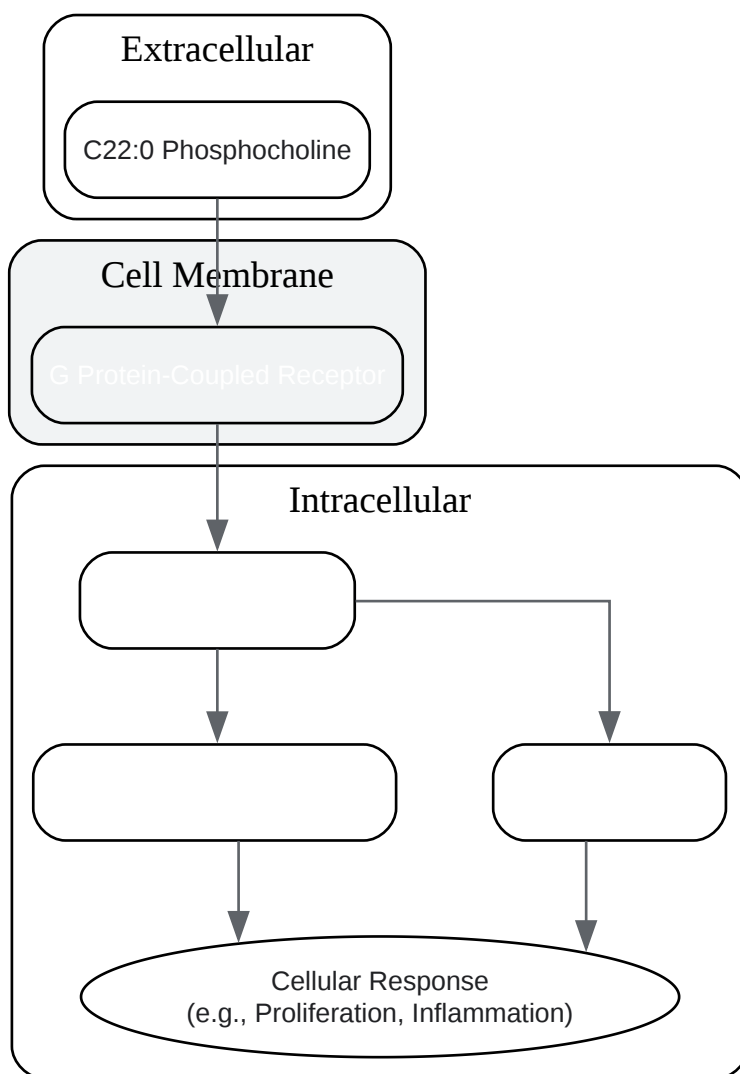 Extracellular
C22:0 Phosphocholine
Cell Membrane
G Protein-Coupled Receptor
Intracellular
Cellular Response
(e.g., Proliferation, Inflammation)